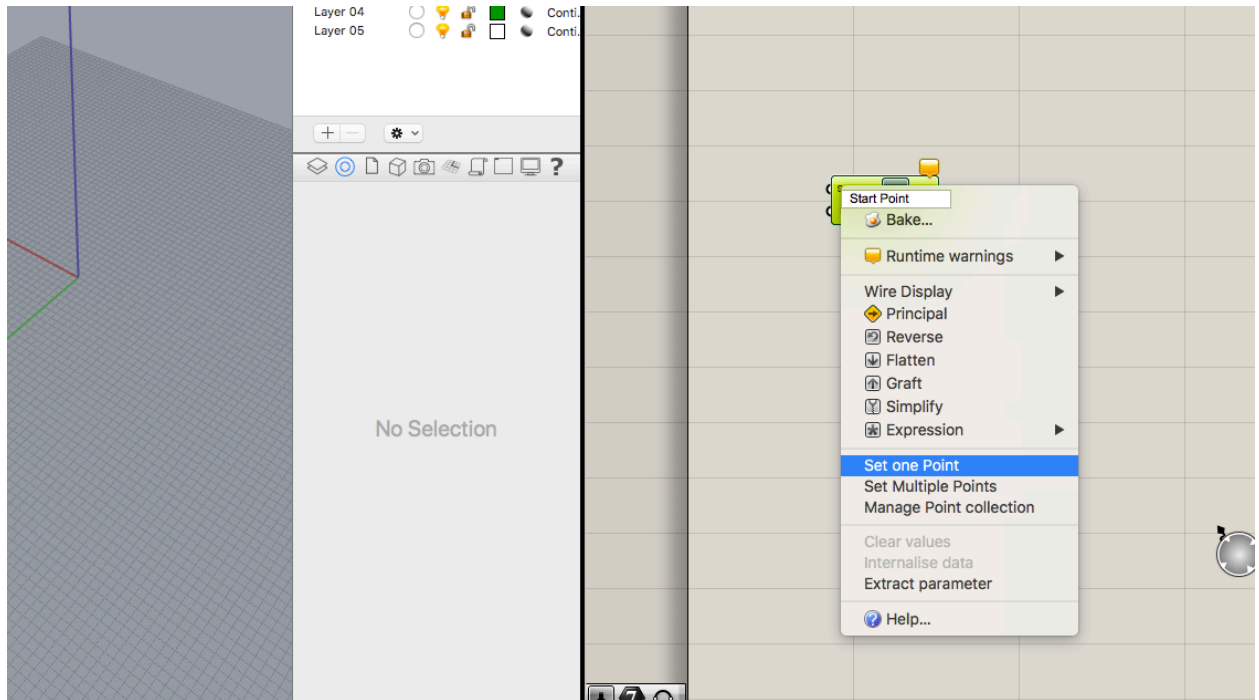 Layer 04
Conti.
Layer 05
Conti.
?
No Selection
S
Start Point
Bake...
Runtime warnings
Wire Display
Principal
Reverse
Flatten
Graft
Simplify
Expression
Set one Point
Set Multiple Points
Manage Point collection
Clear values
Internalise data
Extract parameter
Help...